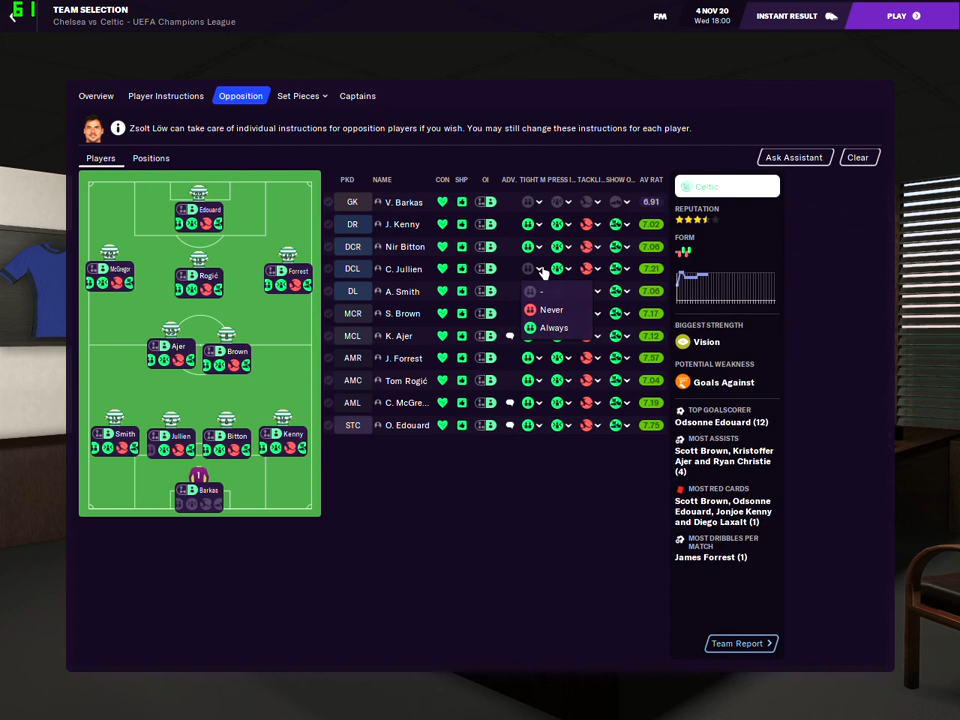 61
TEAM SELECTION
Chelsea vs Celtic - UEFA Champions League
FM
4 NOV 20
Wed 18:00
INSTANT RESULT
PLAY
Overview
Player Instructions
Opposition
Set Pieces
Captains
Zsolt Löw can take care of individual instructions for opposition players if you wish. You may still change these instructions for each player.
Players
Positions
Ask Assistant
Clear
PKD NAME CON SHP OI ADV. TIGHT M PRESS I... TACKLI... SHOW O... AV RAT
GK V. Barkas 6.91
DR J. Kenny 7.02
DCR Nir Bitton 7.06
DCL C. Jullien 7.21
DL A. Smith 7.06
MCR S. Brown 7.17
MCL K. Ajer 7.12
AMR J. Forrest 7.57
AMC Tom Rogić 7.04
AML C. McGre... 7.19
STC O. Edouard 7.75
-
Never
Always
Edouard
McGregor
Rogić
Forrest
Ajer
Brown
Smith
Jullien
Bitton
Kenny
1
Barkas
Celtic
REPUTATION
FORM
BIGGEST STRENGTH
Vision
POTENTIAL WEAKNESS
Goals Against
TOP GOALSCORER
Odsonne Edouard (12)
MOST ASSISTS
Scott Brown, Kristoffer
Ajer and Ryan Christie
(4)
MOST RED CARDS
Scott Brown, Odsonne
Edouard, Jonjoe Kenny
and Diego Laxalt (1)
MOST DRIBBLES PER
MATCH
James Forrest (1)
Team Report